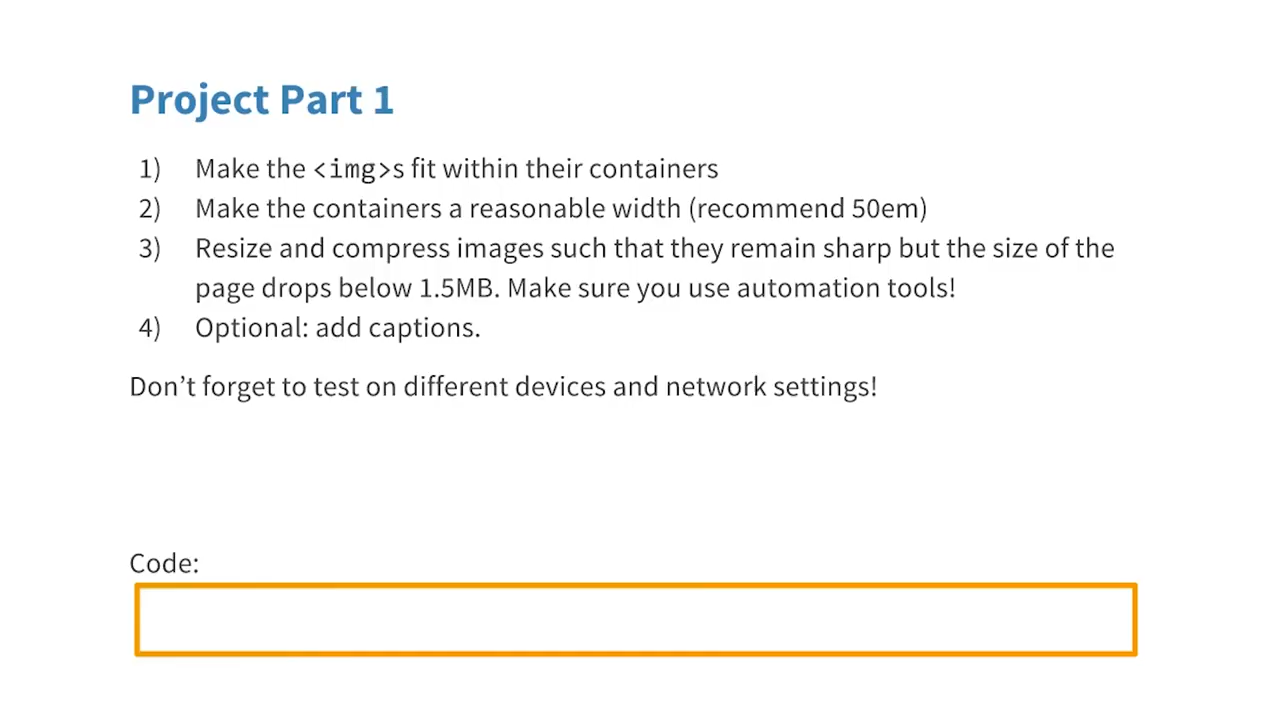 Project Part 1
1) Make the <img>s fit within their containers
2) Make the containers a reasonable width (recommend 50em)
3) Resize and compress images such that they remain sharp but the size of the
page drops below 1.5MB. Make sure you use automation tools!
4) Optional: add captions.
Don’t forget to test on different devices and network settings!
Code: